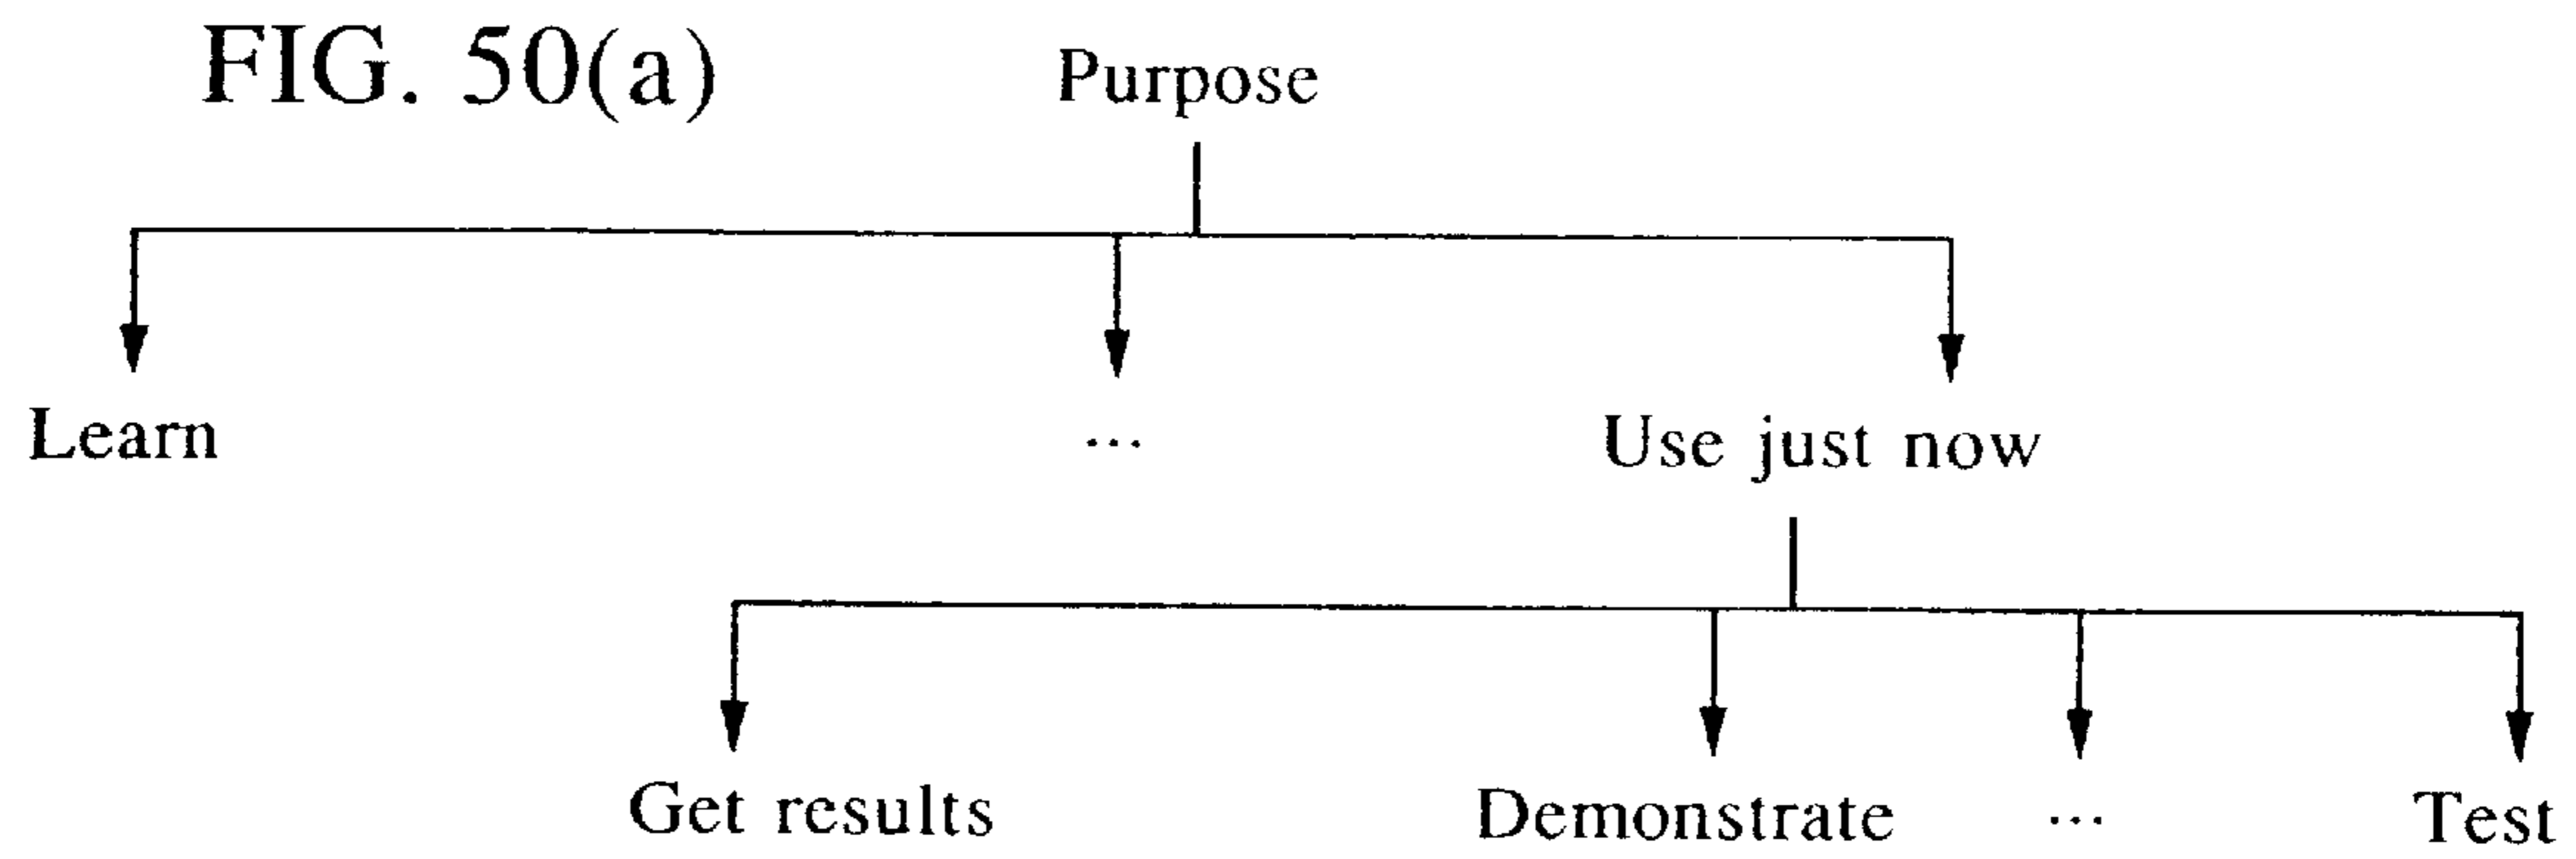 FIG. 50(a)
Purpose
Learn
...
Use just now
Get results
Demonstrate
...
Test